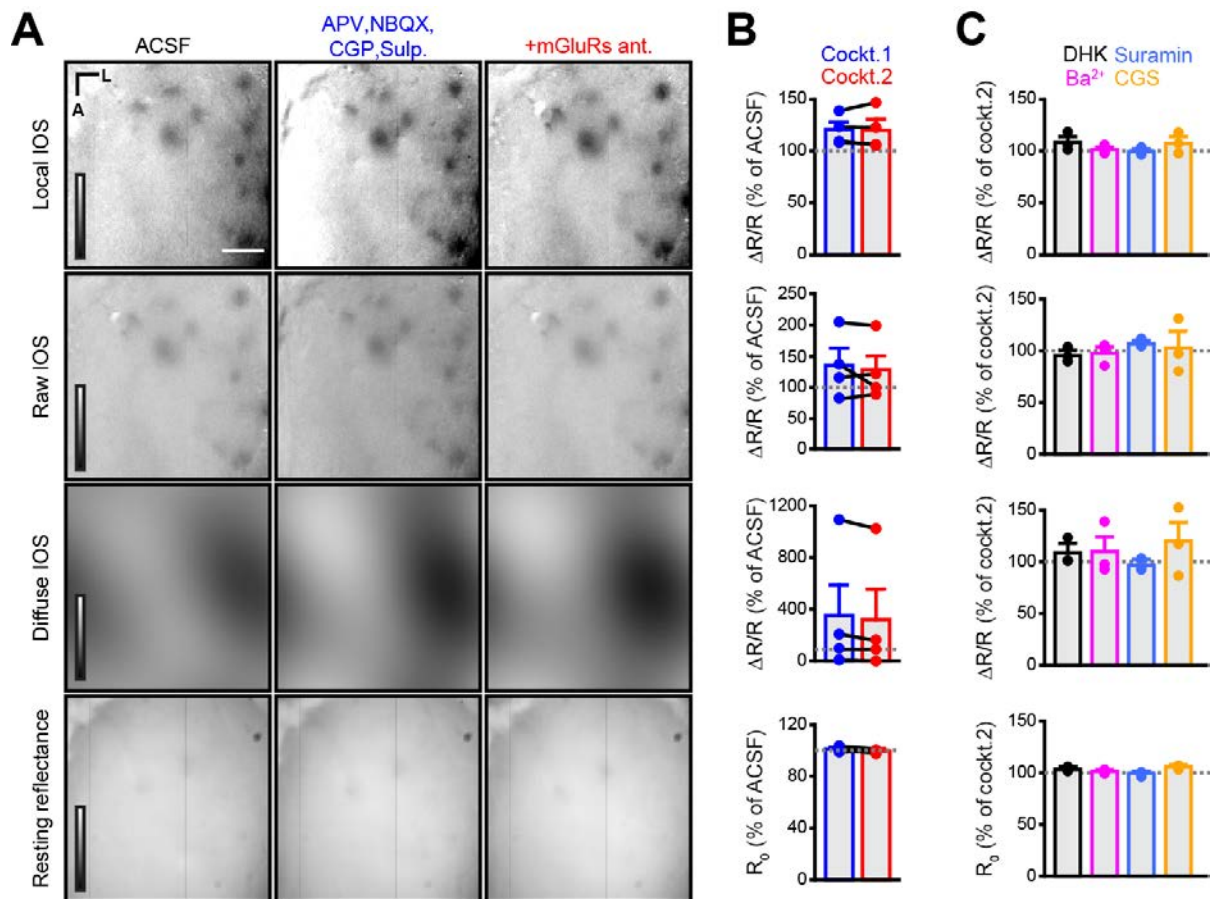 A
ACSF
APV,NBQX,
CGP,Sulp.
+mGluRs ant.
L
A
Local IOS
Raw IOS
Diffuse IOS
Resting reflectance
B
Cockt.1
Cockt.2
ΔR/R (% of ACSF)
150
100
50
0
ΔR/R (% of ACSF)
250
200
150
100
50
0
ΔR/R (% of ACSF)
1200
800
400
0
R₀ (% of ACSF)
120
80
40
0
C
DHK Suramin
Ba²⁺ CGS
ΔR/R (% of cockt.2)
150
100
50
0
ΔR/R (% of cockt.2)
150
100
50
0
ΔR/R (% of cockt.2)
150
100
50
0
R₀ (% of cockt.2)
150
100
50
0